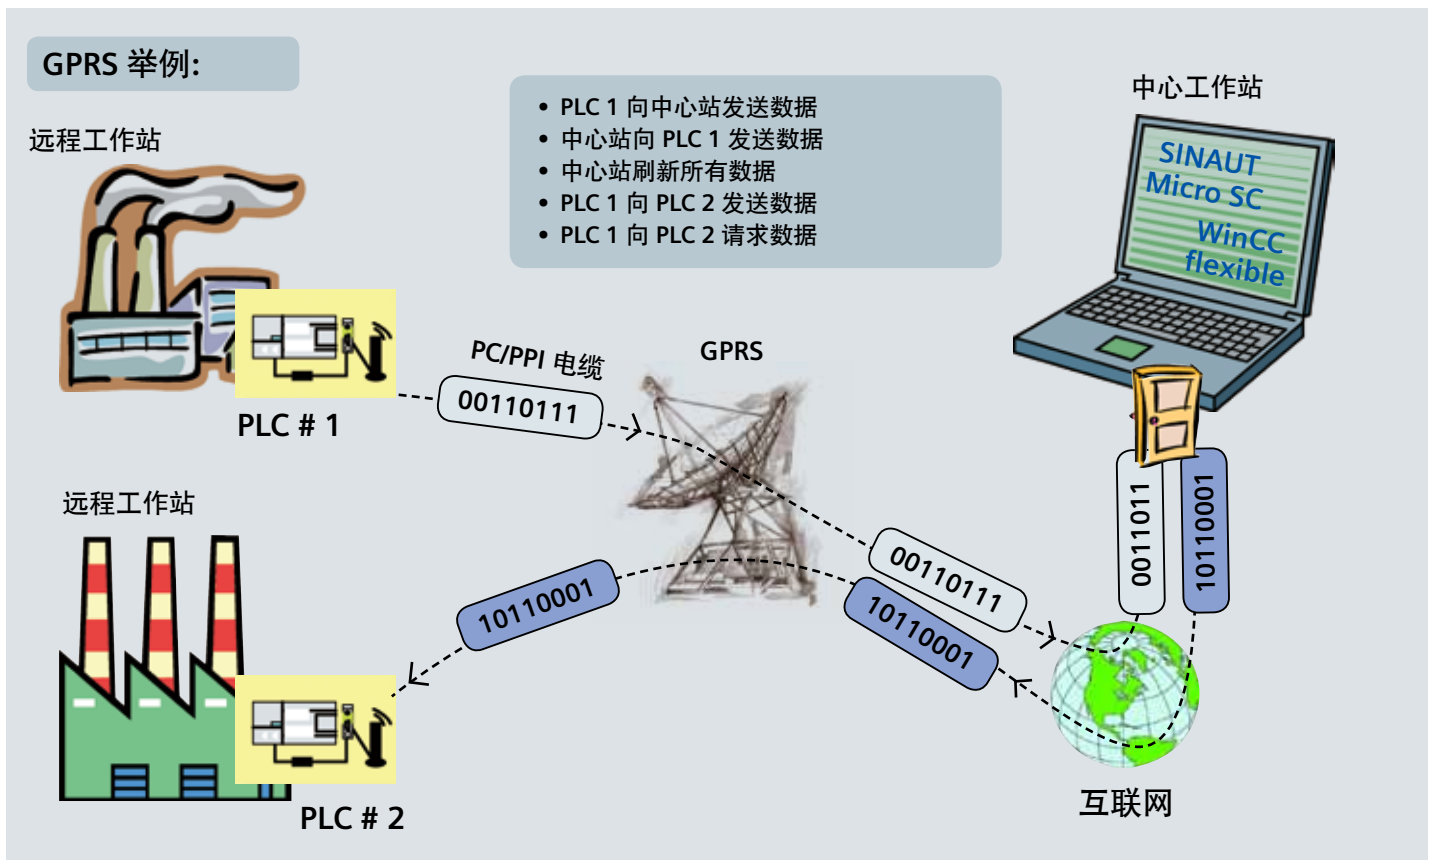 GPRS 举例:
• PLC 1 向中心站发送数据
• 中心站向 PLC 1 发送数据
• 中心站刷新所有数据
• PLC 1 向 PLC 2 发送数据
• PLC 1 向 PLC 2 请求数据
中心工作站
SINAUT
Micro SC
WinCC
flexible
远程工作站
PLC # 1
PC/PPI 电缆
00110111
GPRS
远程工作站
PLC # 2
10110001
00110111
10110001
0011011
10110001
互联网